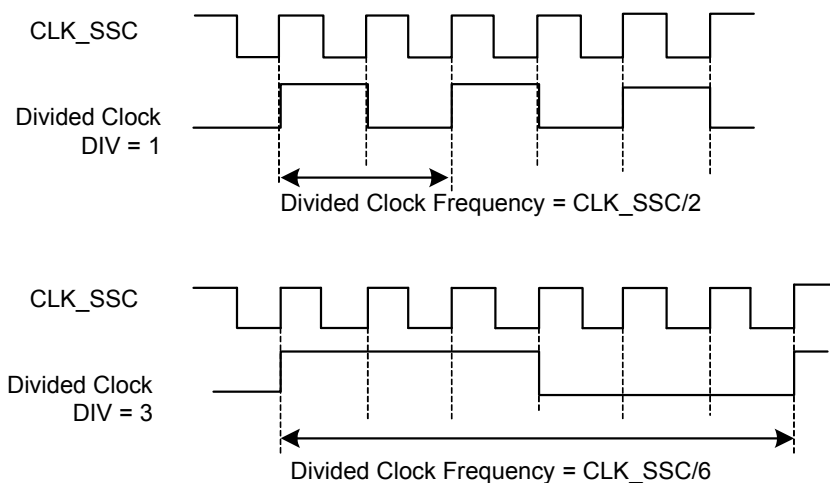 CLK_SSC
Divided Clock
DIV = 1
Divided Clock Frequency = CLK_SSC/2
CLK_SSC
Divided Clock
DIV = 3
Divided Clock Frequency = CLK_SSC/6